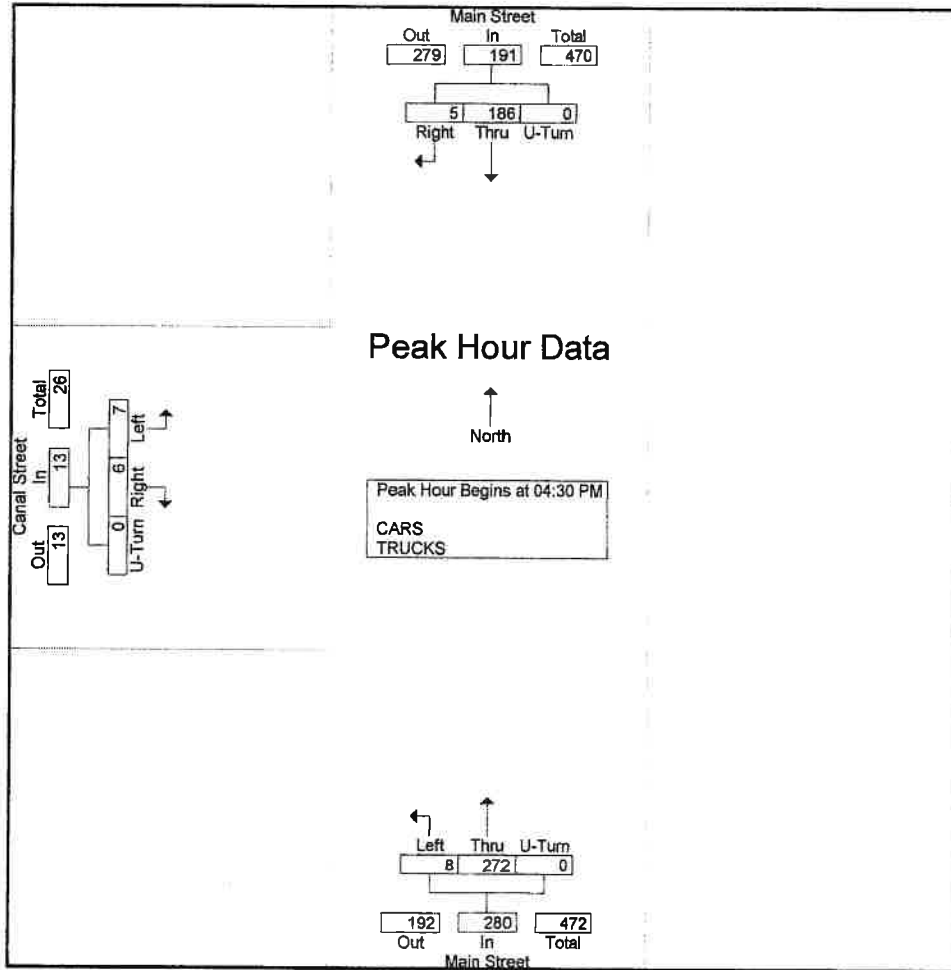 Main Street
Out In Total
279 191 470
5 186 0
Right Thru U-Turn
Peak Hour Data
North
Peak Hour Begins at 04:30 PM
CARS
TRUCKS
Canal Street
Out In Total
13 13 26
0 6 7
U-Turn Right Left
Left Thru U-Turn
8 272 0
192 280 472
Out In Total
Main Street